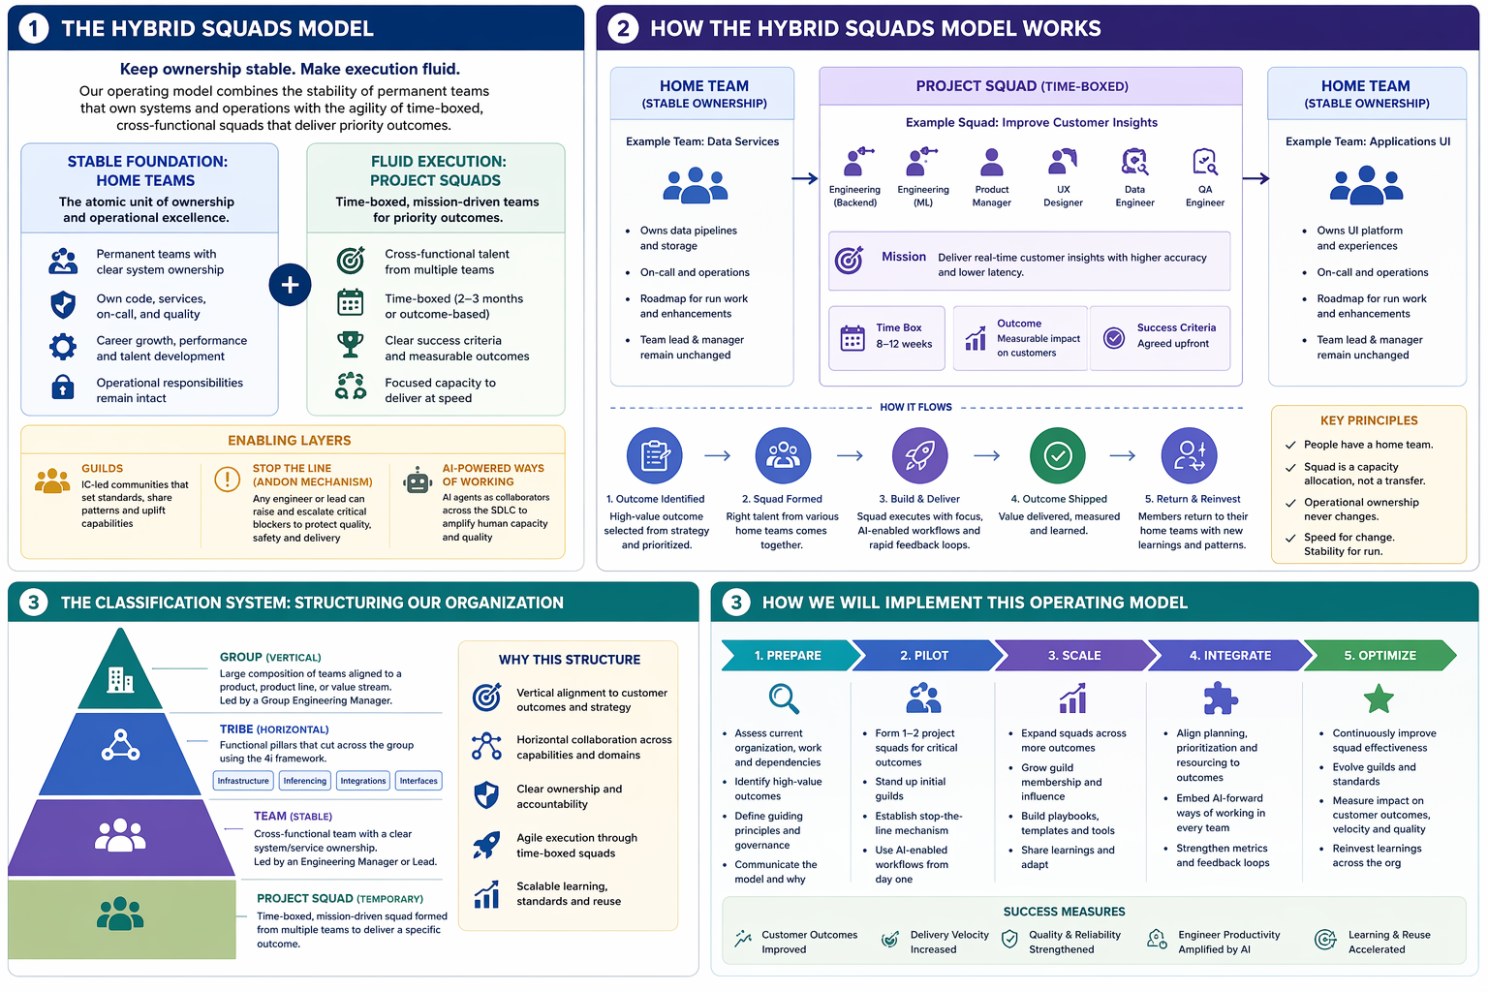 1 THE HYBRID SQUADS MODEL
Keep ownership stable. Make execution fluid.
Our operating model combines the stability of permanent teams
that own systems and operations with the agility of time-boxed,
cross-functional squads that deliver priority outcomes.
STABLE FOUNDATION:
HOME TEAMS
The atomic unit of ownership
and operational excellence.
Permanent teams with
clear system ownership
Own code, services,
on-call, and quality
Career growth, performance
and talent development
Operational responsibilities
remain intact
+
FLUID EXECUTION:
PROJECT SQUADS
Time-boxed, mission-driven teams
for priority outcomes.
Cross-functional talent
from multiple teams
Time-boxed (2–3 months
or outcome-based)
Clear success criteria
and measurable outcomes
Focused capacity to
deliver at speed
ENABLING LAYERS
GUILDS
IC-led communities that
set standards, share
patterns and uplift
capabilities
STOP THE LINE
(ANDON MECHANISM)
Any engineer or lead can
raise and escalate critical
blockers to protect quality,
safety and delivery
AI-POWERED WAYS
OF WORKING
AI agents as collaborators
across the SDLC to
amplify human capacity
and quality
2 HOW THE HYBRID SQUADS MODEL WORKS
HOME TEAM
(STABLE OWNERSHIP)
Example Team: Data Services
• Owns data pipelines
and storage
• On-call and operations
• Roadmap for run work
and enhancements
• Team lead & manager
remain unchanged
PROJECT SQUAD (TIME-BOXED)
Example Squad: Improve Customer Insights
Engineering
(Backend)
Engineering
(ML)
Product
Manager
UX
Designer
Data
Engineer
QA
Engineer
Mission
Deliver real-time customer insights with higher accuracy
and lower latency.
Time Box
8–12 weeks
Outcome
Measurable impact
on customers
Success Criteria
Agreed upfront
HOME TEAM
(STABLE OWNERSHIP)
Example Team: Applications UI
• Owns UI platform
and experiences
• On-call and operations
• Roadmap for run work
and enhancements
• Team lead & manager
remain unchanged
HOW IT FLOWS
1. Outcome Identified
High-value outcome
selected from strategy
and prioritized.
2. Squad Formed
Right talent from various
home teams comes
together.
3. Build & Deliver
Squad executes with focus,
AI-enabled workflows and
rapid feedback loops.
4. Outcome Shipped
Value delivered, measured
and learned.
5. Return & Reinvest
Members return to their
home teams with new
learnings and patterns.
KEY PRINCIPLES
✓ People have a home team.
✓ Squad is a capacity
allocation, not a transfer.
✓ Operational ownership
never changes.
✓ Speed for change.
Stability for run.
3 THE CLASSIFICATION SYSTEM: STRUCTURING OUR ORGANIZATION
GROUP (VERTICAL)
Large composition of teams aligned to a
product, product line, or value stream.
Led by a Group Engineering Manager.
TRIBE (HORIZONTAL)
Functional pillars that cut across the group
using the 4i framework.
Infrastructure
Inferencing
Integrations
Interfaces
TEAM (STABLE)
Cross-functional team with a clear
system/service ownership.
Led by an Engineering Manager or Lead.
PROJECT SQUAD (TEMPORARY)
Time-boxed, mission-driven squad formed
from multiple teams to deliver a specific
outcome.
WHY THIS STRUCTURE
Vertical alignment to customer
outcomes and strategy
Horizontal collaboration across
capabilities and domains
Clear ownership and
accountability
Agile execution through
time-boxed squads
Scalable learning,
standards and reuse
3 HOW WE WILL IMPLEMENT THIS OPERATING MODEL
1. PREPARE
• Assess current
organization, work
and dependencies
• Identify high-value
outcomes
• Define guiding
principles and
governance
• Communicate the
model and why
2. PILOT
• Form 1–2 project
squads for critical
outcomes
• Stand up initial
guilds
• Establish stop-the-
line mechanism
• Use AI-enabled
workflows from
day one
3. SCALE
• Expand squads across
more outcomes
• Grow guild
membership and
influence
• Build playbooks,
templates and tools
• Share learnings and
adapt
4. INTEGRATE
• Align planning,
prioritization and
resourcing to
outcomes
• Embed AI-forward
ways of working in
every team
• Strengthen metrics
and feedback loops
5. OPTIMIZE
• Continuously improve
squad effectiveness
• Evolve guilds and
standards
• Measure impact on
customer outcomes,
velocity and quality
• Reinvest learnings
across the org
SUCCESS MEASURES
Customer Outcomes
Improved
Delivery Velocity
Increased
Quality & Reliability
Strengthened
Engineer Productivity
Amplified by AI
Learning & Reuse
Accelerated